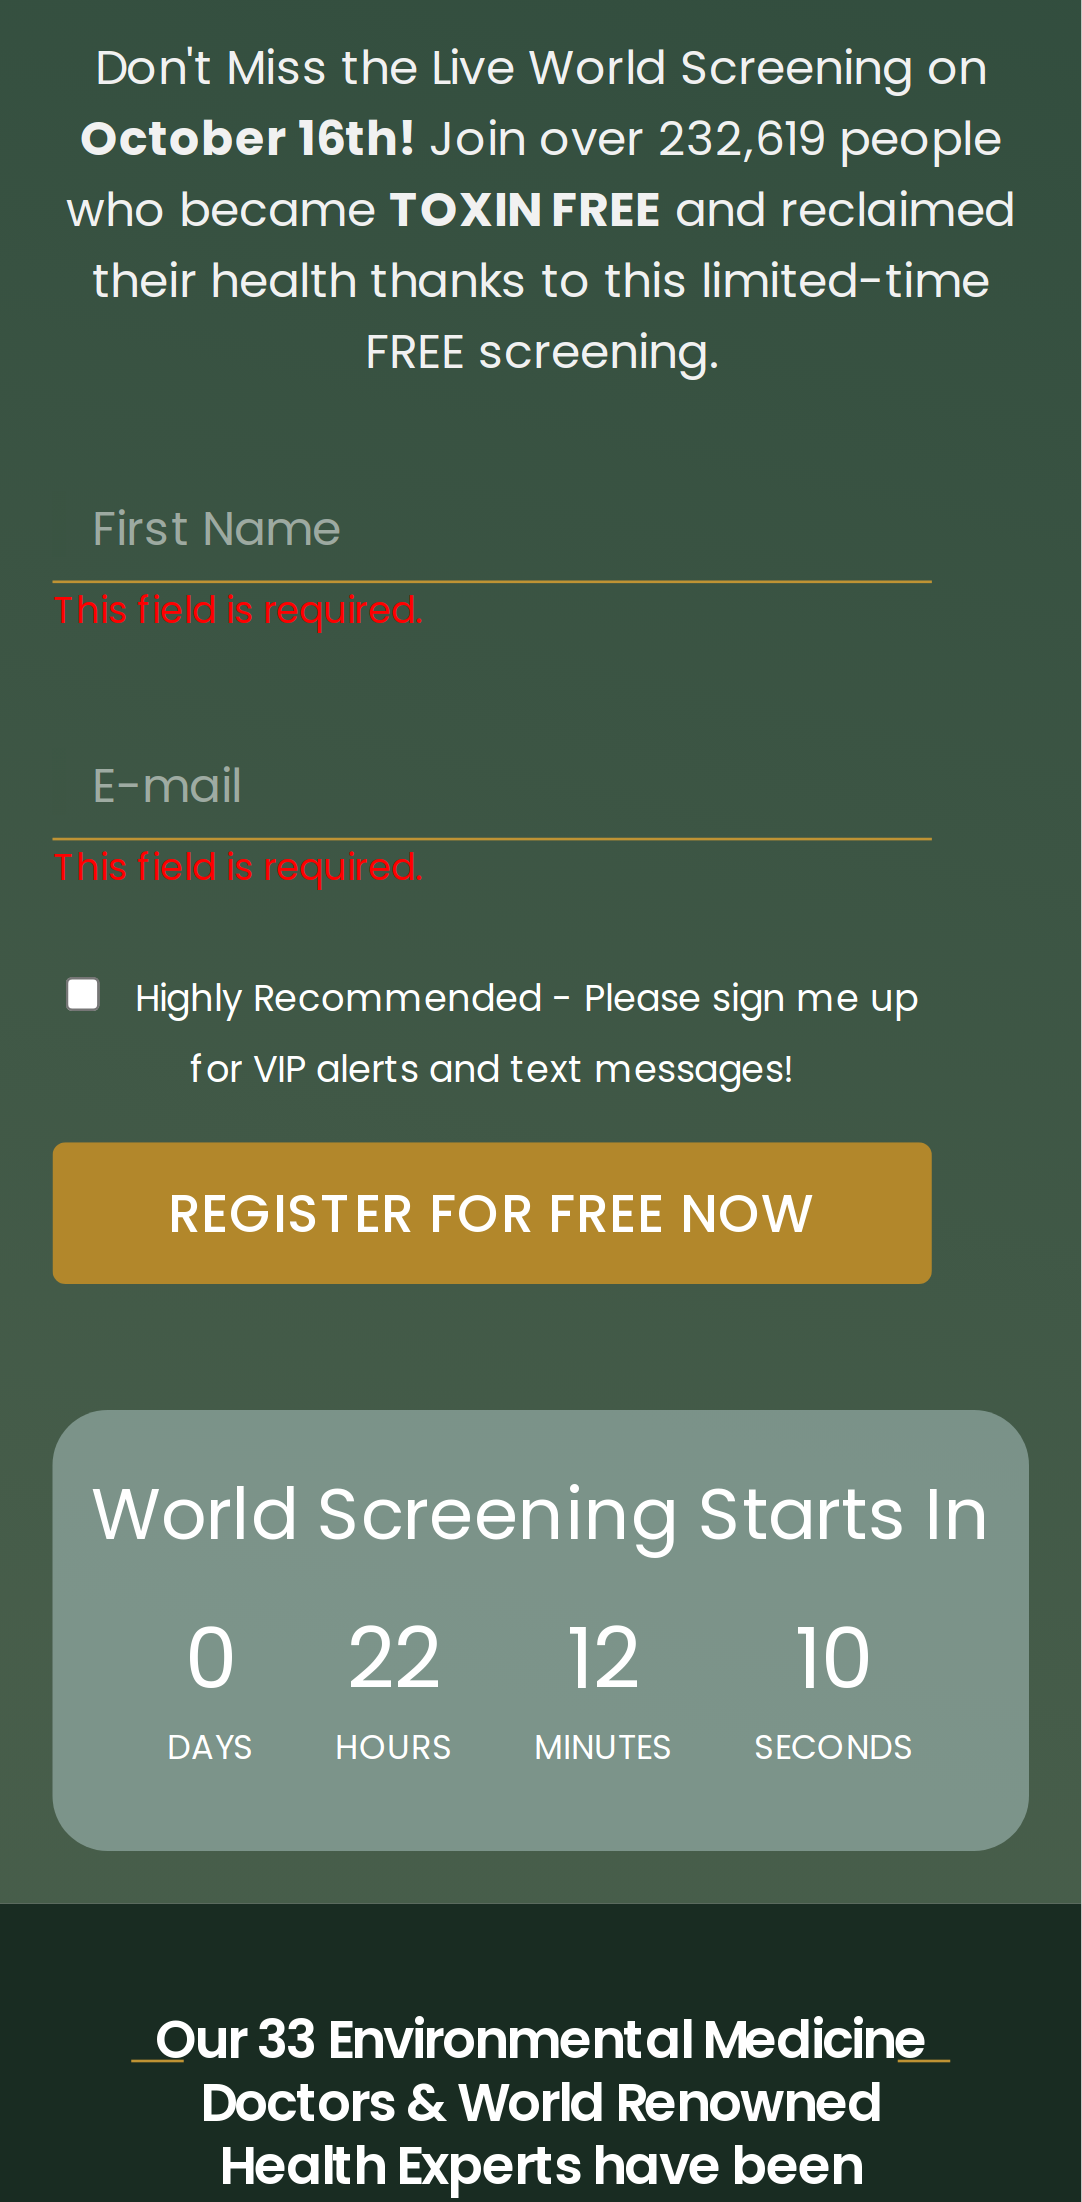 Don't Miss the Live World Screening on
October 16th! Join over 232,619 people
who became TOXIN FREE and reclaimed
their health thanks to this limited-time
FREE screening.
First Name
This field is required.
E-mail
This field is required.
Highly Recommended - Please sign me up
for VIP alerts and text messages!
REGISTER FOR FREE NOW
World Screening Starts In
0 22 12 10
DAYS HOURS MINUTES SECONDS
Our 33 Environmental Medicine
Doctors & World Renowned
Health Experts have been